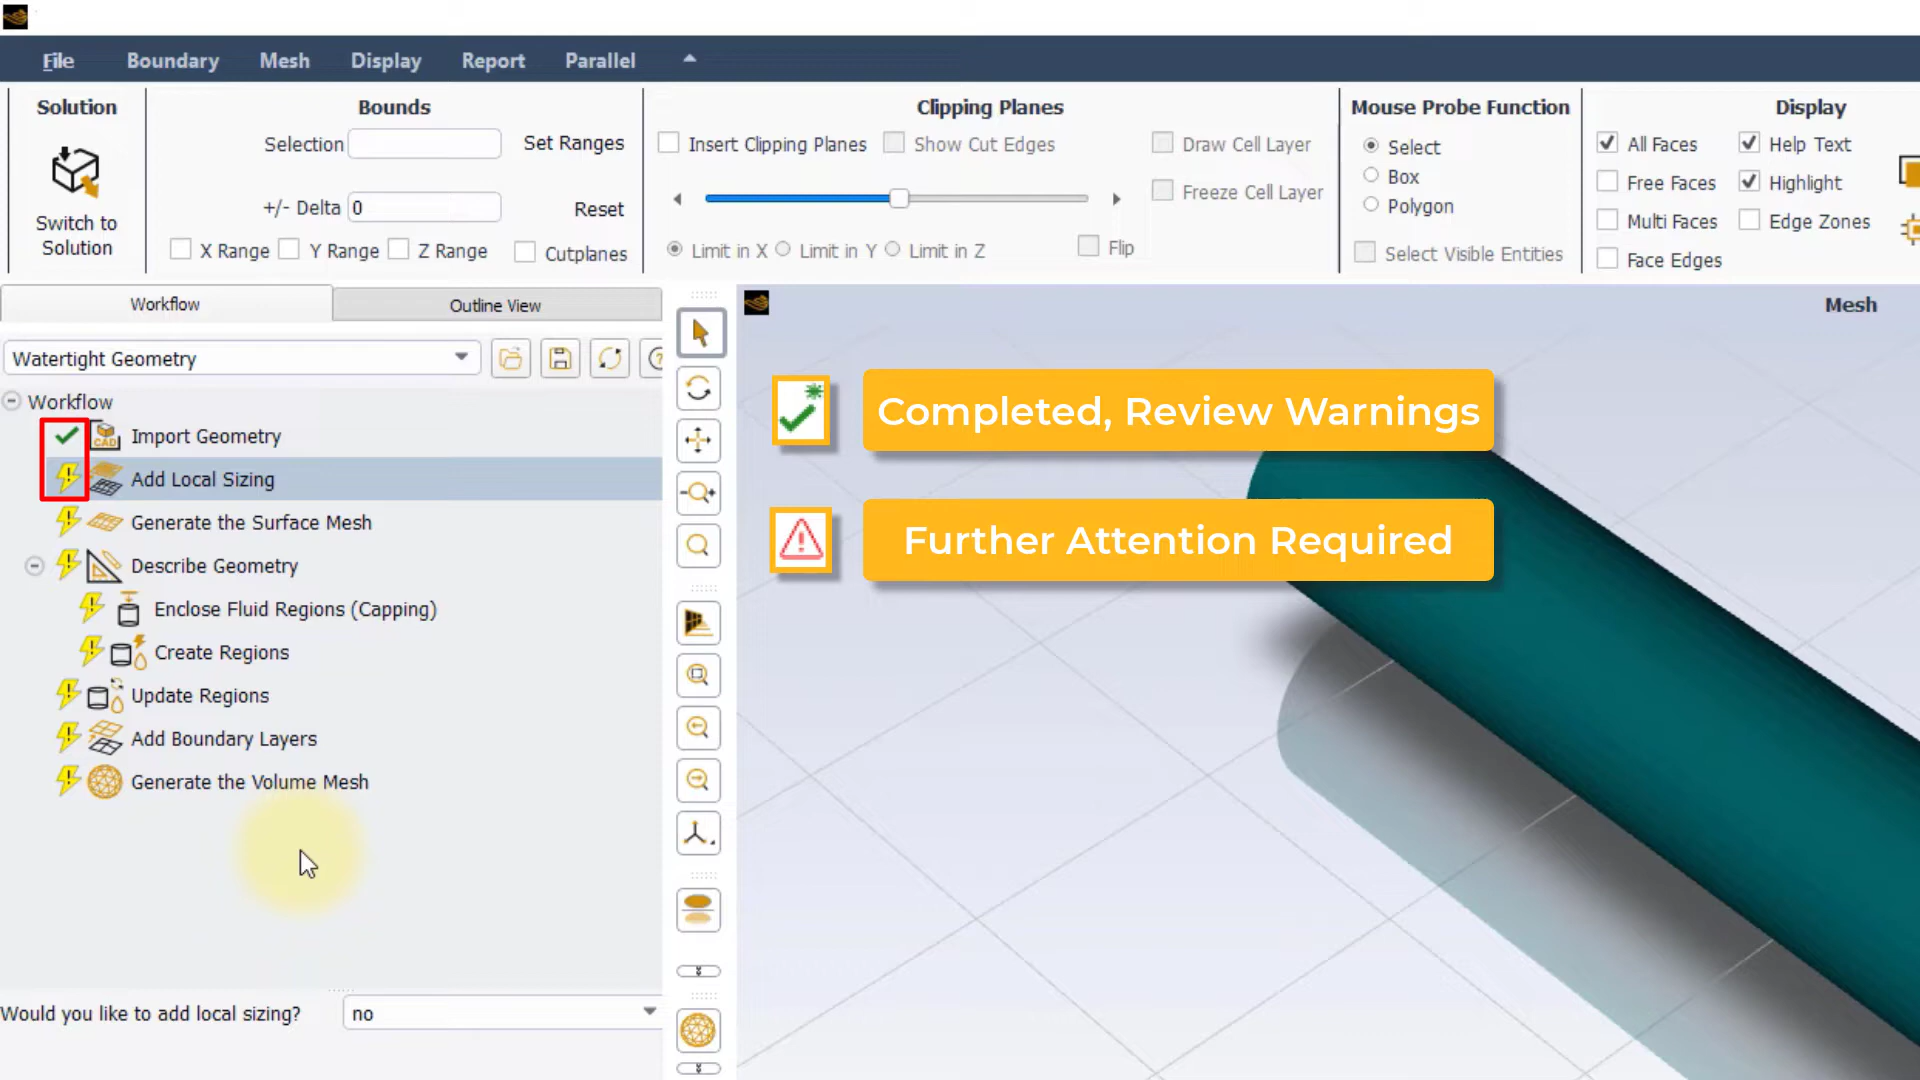 File Boundary Mesh Display Report Parallel
Solution
Switch to
Solution
Bounds
Selection
Set Ranges
+/- Delta 0
Reset
X Range Y Range Z Range Cutplanes
Clipping Planes
Insert Clipping Planes Show Cut Edges Draw Cell Layer
Freeze Cell Layer
Limit in X Limit in Y Limit in Z Flip
Mouse Probe Function
Select
Box
Polygon
Select Visible Entities
Display
All Faces Help Text
Free Faces Highlight
Multi Faces Edge Zones
Face Edges
Workflow Outline View
Watertight Geometry
Workflow
CAD Import Geometry
Add Local Sizing
Generate the Surface Mesh
Describe Geometry
Enclose Fluid Regions (Capping)
Create Regions
Update Regions
Add Boundary Layers
Generate the Volume Mesh
Would you like to add local sizing? no
Mesh
Completed, Review Warnings
Further Attention Required